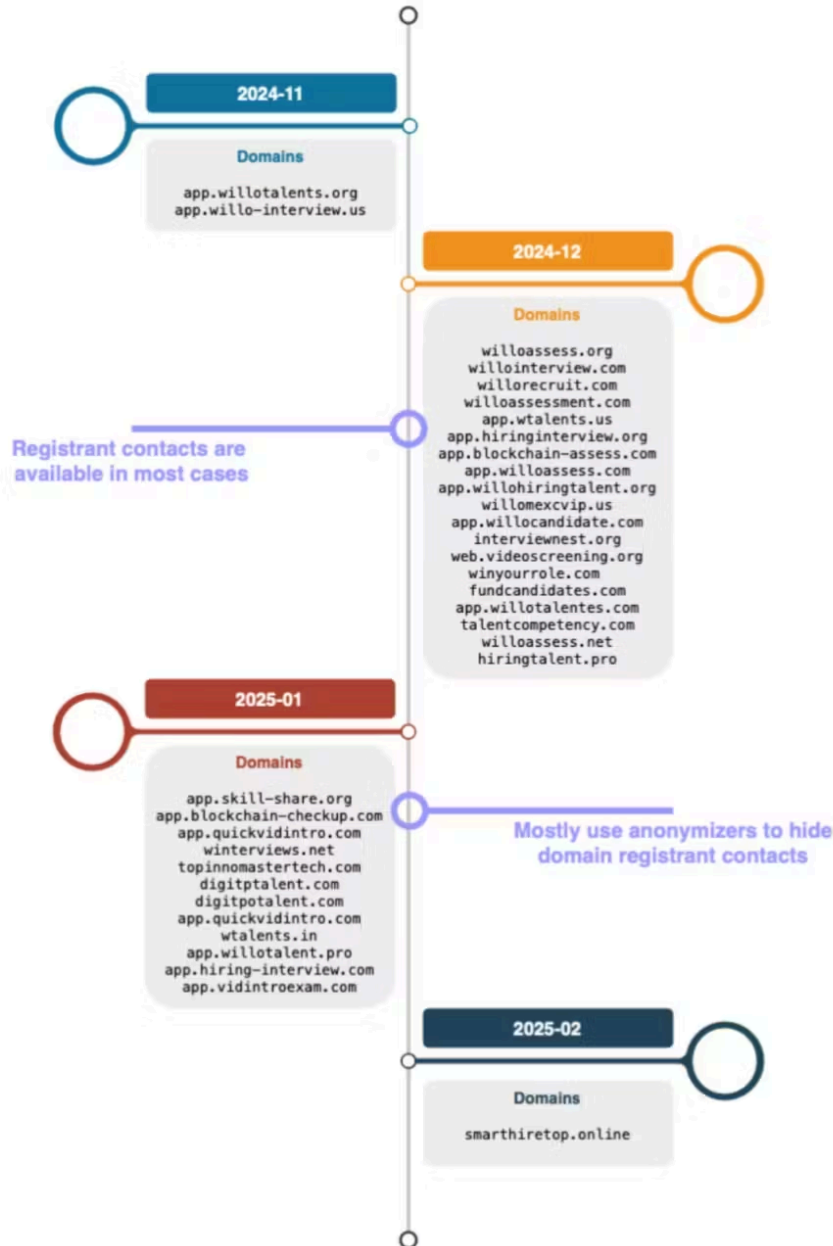 2024-11
Domains
app.willotalents.org
app.willo-interview.us
2024-12
Domains
willoassess.org
willointerview.com
willorecruit.com
willoassessment.com
app.wtalents.us
app.hiringinterview.org
app.blockchain-assess.com
app.willoassess.com
app.willohiringtalent.org
willomexcvip.us
app.willocandidate.com
interviewnest.org
web.videoscreening.org
winyourrole.com
fundcandidates.com
app.willotalentes.com
talentcompetency.com
willoassess.net
hiringtalent.pro
Registrant contacts are
available in most cases
2025-01
Domains
app.skill-share.org
app.blockchain-checkup.com
app.quickvidintro.com
winterviews.net
topinnomastertech.com
digitptalent.com
digitpotalent.com
app.quickvidintro.com
wtalents.in
app.willotalent.pro
app.hiring-interview.com
app.vidintroexam.com
Mostly use anonymizers to hide
domain registrant contacts
2025-02
Domains
smarthiretop.online